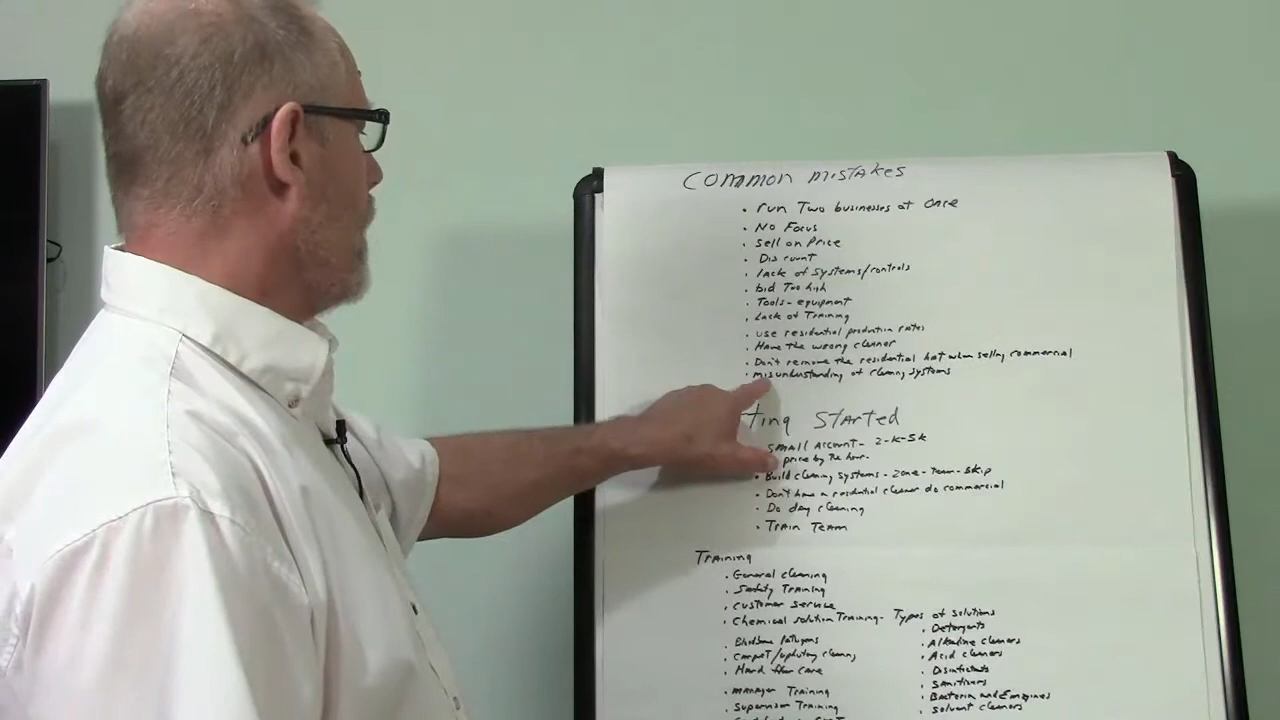 Common mistakes
• run Two businesses at Once
• No Focus
• sell on Price
• Discount
• lack of systems/controls
• bid Too high
• Tools - equipment
• Lack of Training
• use residential production rates
• Have the wrong cleaner
• Don't remove the residential hat when selling commercial
• misunderstanding of cleaning systems
ting Started
SMAll Account - 2-K-5K
price by the hour.
• Build cleaning systems - zone - Team - skip
• Don't have a residential cleaner do commercial
• Do day cleaning
• Train Team
Training
• General cleaning
• Safety Training
• customer service
• Chemical solution Training - Types of solutions
• Detergents
• Alkaline cleaners
• Acid cleaners
• Disinfectants
• Sanitizers
• Bacteria and Enzymes
• Solvent cleaners
• Bloodborne pathogens
• carpet/upholstery cleaning
• Hard floor care
• manager Training
• Supervisor Training